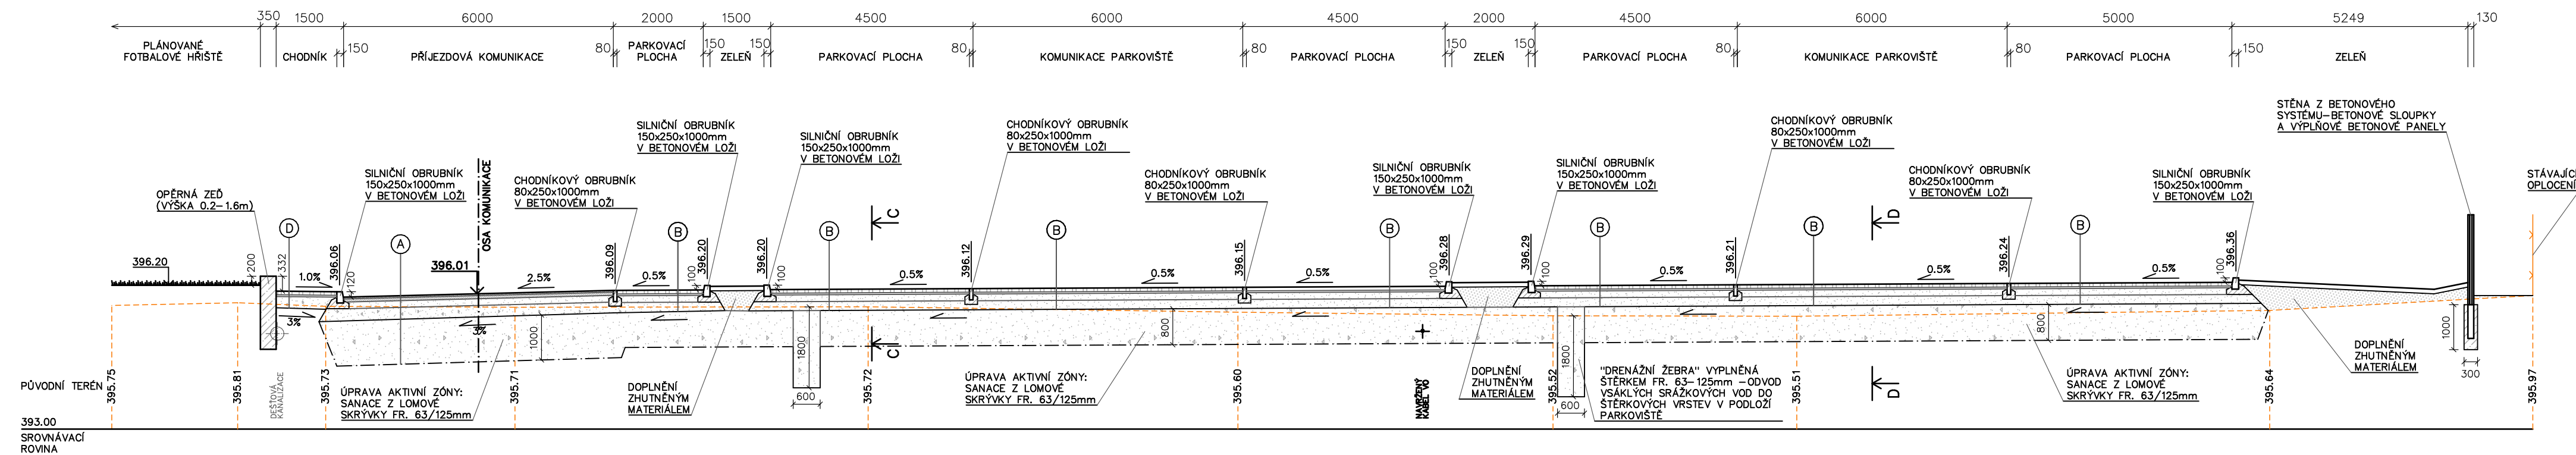 350 1500 6000 2000 1500 4500 6000 4500 2000 4500 6000 5000 5249 130
150 80 150 150 80 80 150 150 80 80 150
PLÁNOVANÉ
FOTBALOVÉ HŘIŠTĚ
CHODNÍK
PŘÍJEZDOVÁ KOMUNIKACE
PARKOVACÍ
PLOCHA
ZELEŇ
PARKOVACÍ PLOCHA
KOMUNIKACE PARKOVIŠTĚ
PARKOVACÍ PLOCHA
ZELEŇ
PARKOVACÍ PLOCHA
KOMUNIKACE PARKOVIŠTĚ
PARKOVACÍ PLOCHA
ZELEŇ
OPĚRNÁ ZEĎ
(VÝŠKA 0.2–1.6m)
SILNIČNÍ OBRUBNÍK
150x250x1000mm
V BETONOVÉM LOŽI
OSA KOMUNIKACE
CHODNÍKOVÝ OBRUBNÍK
80x250x1000mm
V BETONOVÉM LOŽI
SILNIČNÍ OBRUBNÍK
150x250x1000mm
V BETONOVÉM LOŽI
SILNIČNÍ OBRUBNÍK
150x250x1000mm
V BETONOVÉM LOŽI
CHODNÍKOVÝ OBRUBNÍK
80x250x1000mm
V BETONOVÉM LOŽI
CHODNÍKOVÝ OBRUBNÍK
80x250x1000mm
V BETONOVÉM LOŽI
SILNIČNÍ OBRUBNÍK
150x250x1000mm
V BETONOVÉM LOŽI
SILNIČNÍ OBRUBNÍK
150x250x1000mm
V BETONOVÉM LOŽI
CHODNÍKOVÝ OBRUBNÍK
80x250x1000mm
V BETONOVÉM LOŽI
CHODNÍKOVÝ OBRUBNÍK
80x250x1000mm
V BETONOVÉM LOŽI
SILNIČNÍ OBRUBNÍK
150x250x1000mm
V BETONOVÉM LOŽI
STĚNA Z BETONOVÉHO
SYSTÉMU–BETONOVÉ SLOUPKY
A VÝPLŇOVÉ BETONOVÉ PANELY
STÁVAJÍCÍ
OPLOCENÍ
D A B B C B B B B D B
396.20 200 332 1.0% 396.06 120 396.01 2.5% 396.09 0.5% 396.20 100 396.20 100 0.5% 396.12 0.5% 396.15 0.5% 396.28 100 396.29 100 0.5% 396.21 0.5% 396.24 0.5% 396.36 100
3% 3% 1000 1800 600 C 800 1800 600 D 800 1000 300
PŮVODNÍ TERÉN
395.75 395.81 395.73 395.71 395.72 395.60 395.52 395.51 395.64 395.97
DEŠŤOVÁ
KANALIZACE
ÚPRAVA AKTIVNÍ ZÓNY:
SANACE Z LOMOVÉ
SKRÝVKY FR. 63/125mm
DOPLNĚNÍ
ZHUTNĚNÝM
MATERIÁLEM
ÚPRAVA AKTIVNÍ ZÓNY:
SANACE Z LOMOVÉ
SKRÝVKY FR. 63/125mm
NAVRŽENÝ
KABEL VO
DOPLNĚNÍ
ZHUTNĚNÝM
MATERIÁLEM
"DRENÁŽNÍ ŽEBRA" VYPLNĚNÁ
ŠTĚRKEM FR. 63–125mm –ODVOD
VSÁKLÝCH SRÁŽKOVÝCH VOD DO
ŠTĚRKOVÝCH VRSTEV V PODLOŽÍ
PARKOVIŠTĚ
ÚPRAVA AKTIVNÍ ZÓNY:
SANACE Z LOMOVÉ
SKRÝVKY FR. 63/125mm
DOPLNĚNÍ
ZHUTNĚNÝM
MATERIÁLEM
393.00
SROVNÁVACÍ
ROVINA